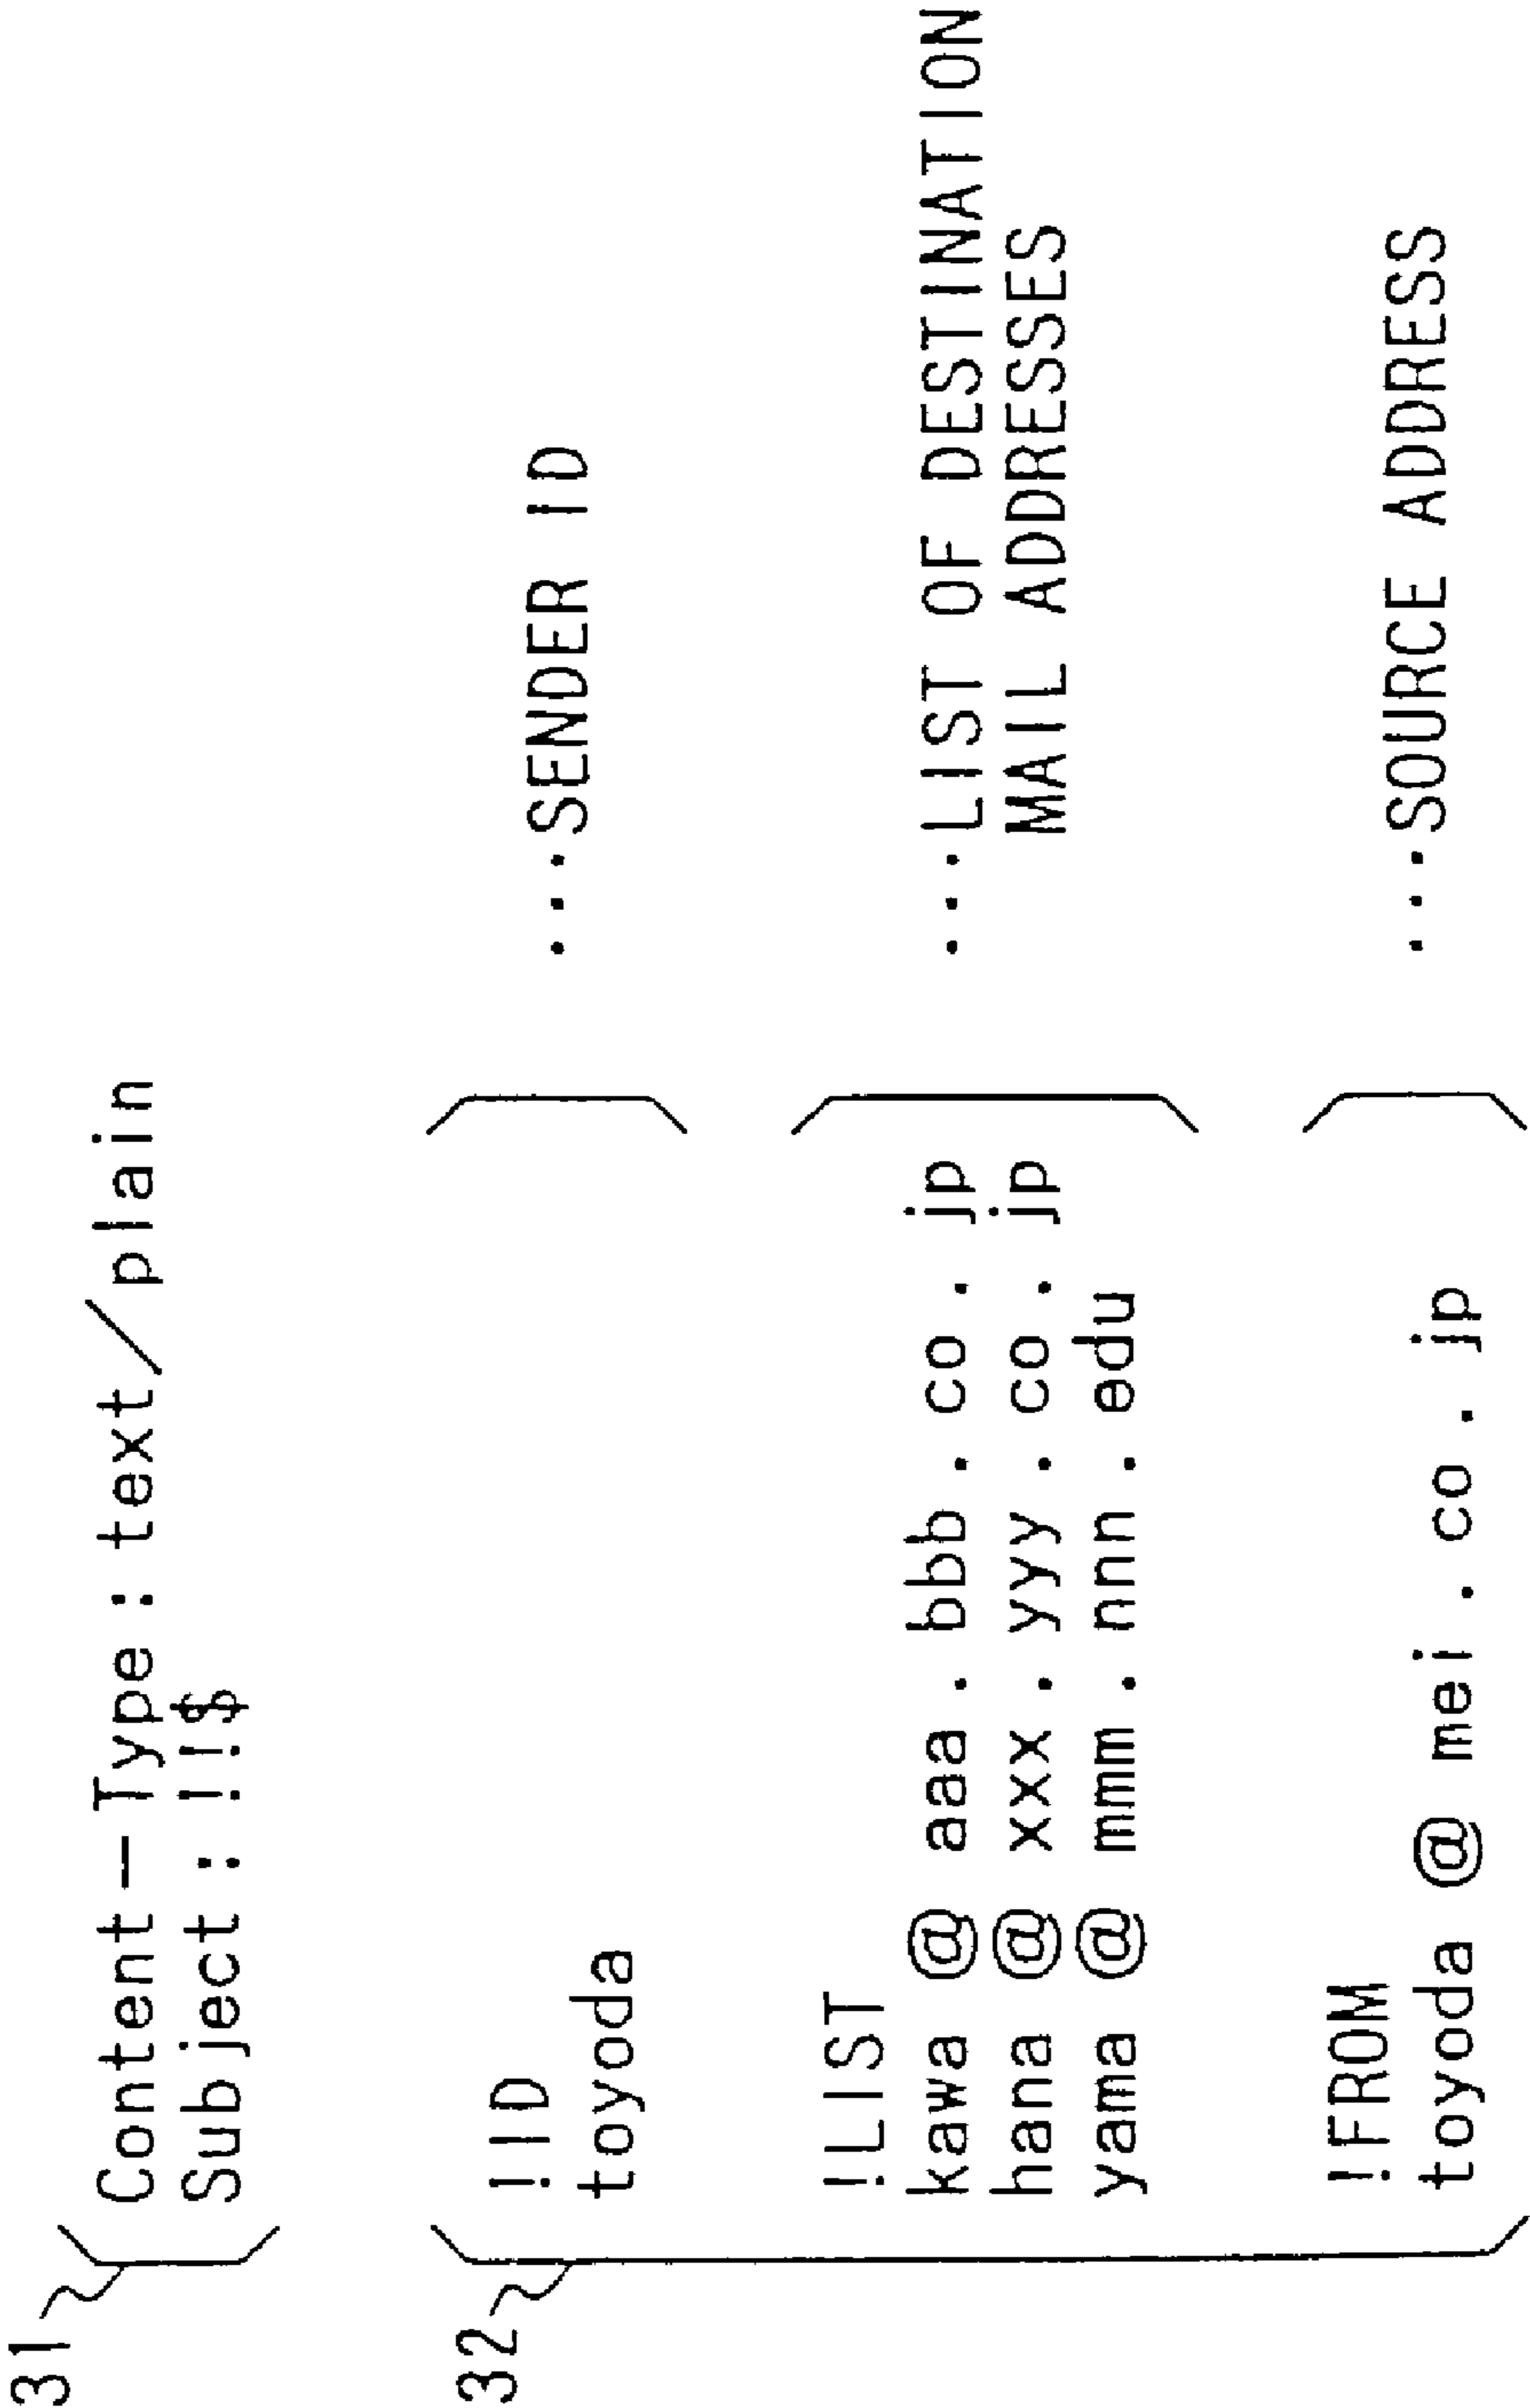 31
Content-Type : text/plain
Subject : !!$
32
!ID
toyoda
...SENDER ID
!LIST
kawa @ aaa . bbb . co . jp
hana @ xxx . yyy . co . jp
yama @ mmm . nnn . edu
...LIST OF DESTINATION
MAIL ADDRESSES
!FROM
toyoda @ mei . co . jp
...SOURCE ADDRESS